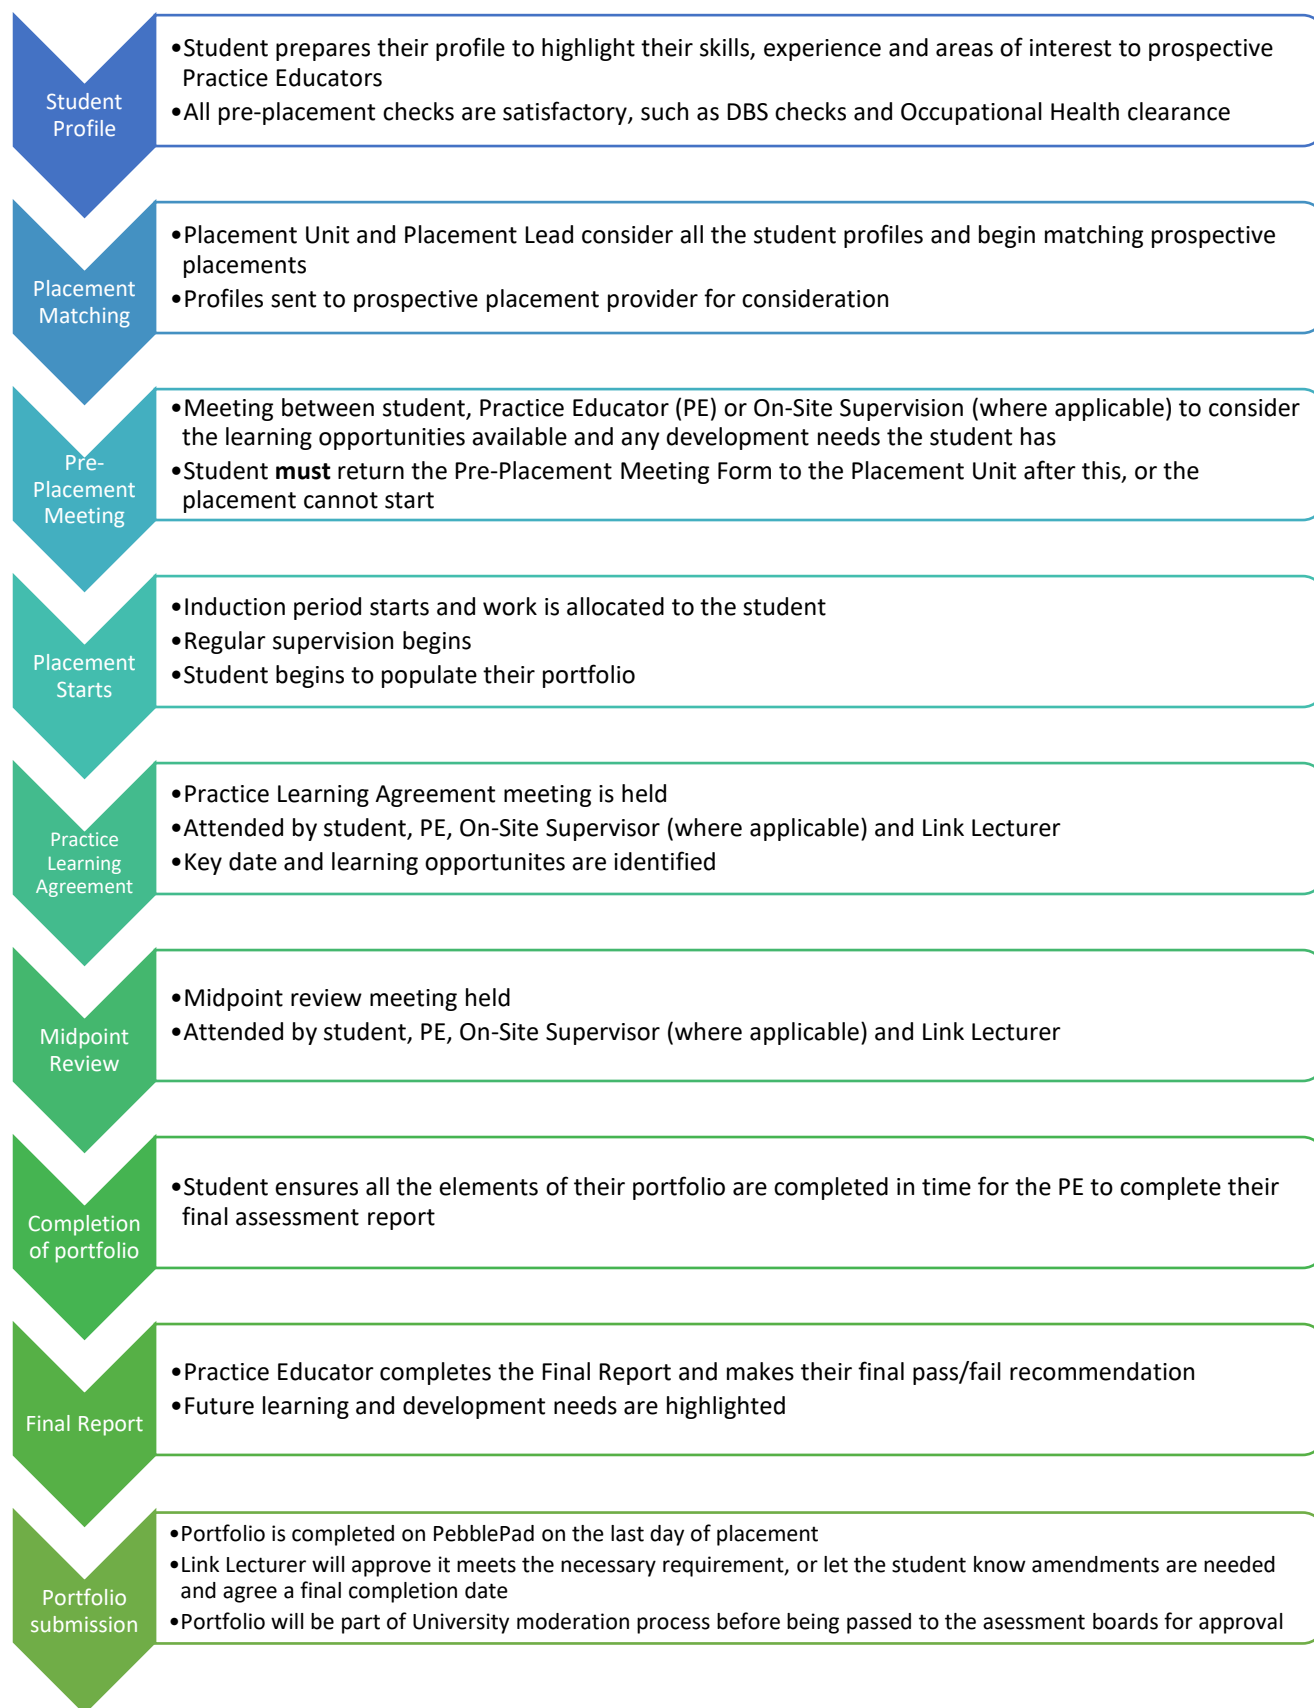 Student
Profile
•Student prepares their profile to highlight their skills, experience and areas of interest to prospective
Practice Educators
•All pre-placement checks are satisfactory, such as DBS checks and Occupational Health clearance
Placement
Matching
•Placement Unit and Placement Lead consider all the student profiles and begin matching prospective
placements
•Profiles sent to prospective placement provider for consideration
Pre-
Placement
Meeting
•Meeting between student, Practice Educator (PE) or On-Site Supervision (where applicable) to consider
the learning opportunities available and any development needs the student has
•Student must return the Pre-Placement Meeting Form to the Placement Unit after this, or the
placement cannot start
Placement
Starts
•Induction period starts and work is allocated to the student
•Regular supervision begins
•Student begins to populate their portfolio
Practice
Learning
Agreement
•Practice Learning Agreement meeting is held
•Attended by student, PE, On-Site Supervisor (where applicable) and Link Lecturer
•Key date and learning opportunites are identified
Midpoint
Review
•Midpoint review meeting held
•Attended by student, PE, On-Site Supervisor (where applicable) and Link Lecturer
Completion
of portfolio
•Student ensures all the elements of their portfolio are completed in time for the PE to complete their
final assessment report
Final Report
•Practice Educator completes the Final Report and makes their final pass/fail recommendation
•Future learning and development needs are highlighted
Portfolio
submission
•Portfolio is completed on PebblePad on the last day of placement
•Link Lecturer will approve it meets the necessary requirement, or let the student know amendments are needed
and agree a final completion date
•Portfolio will be part of University moderation process before being passed to the asessment boards for approval